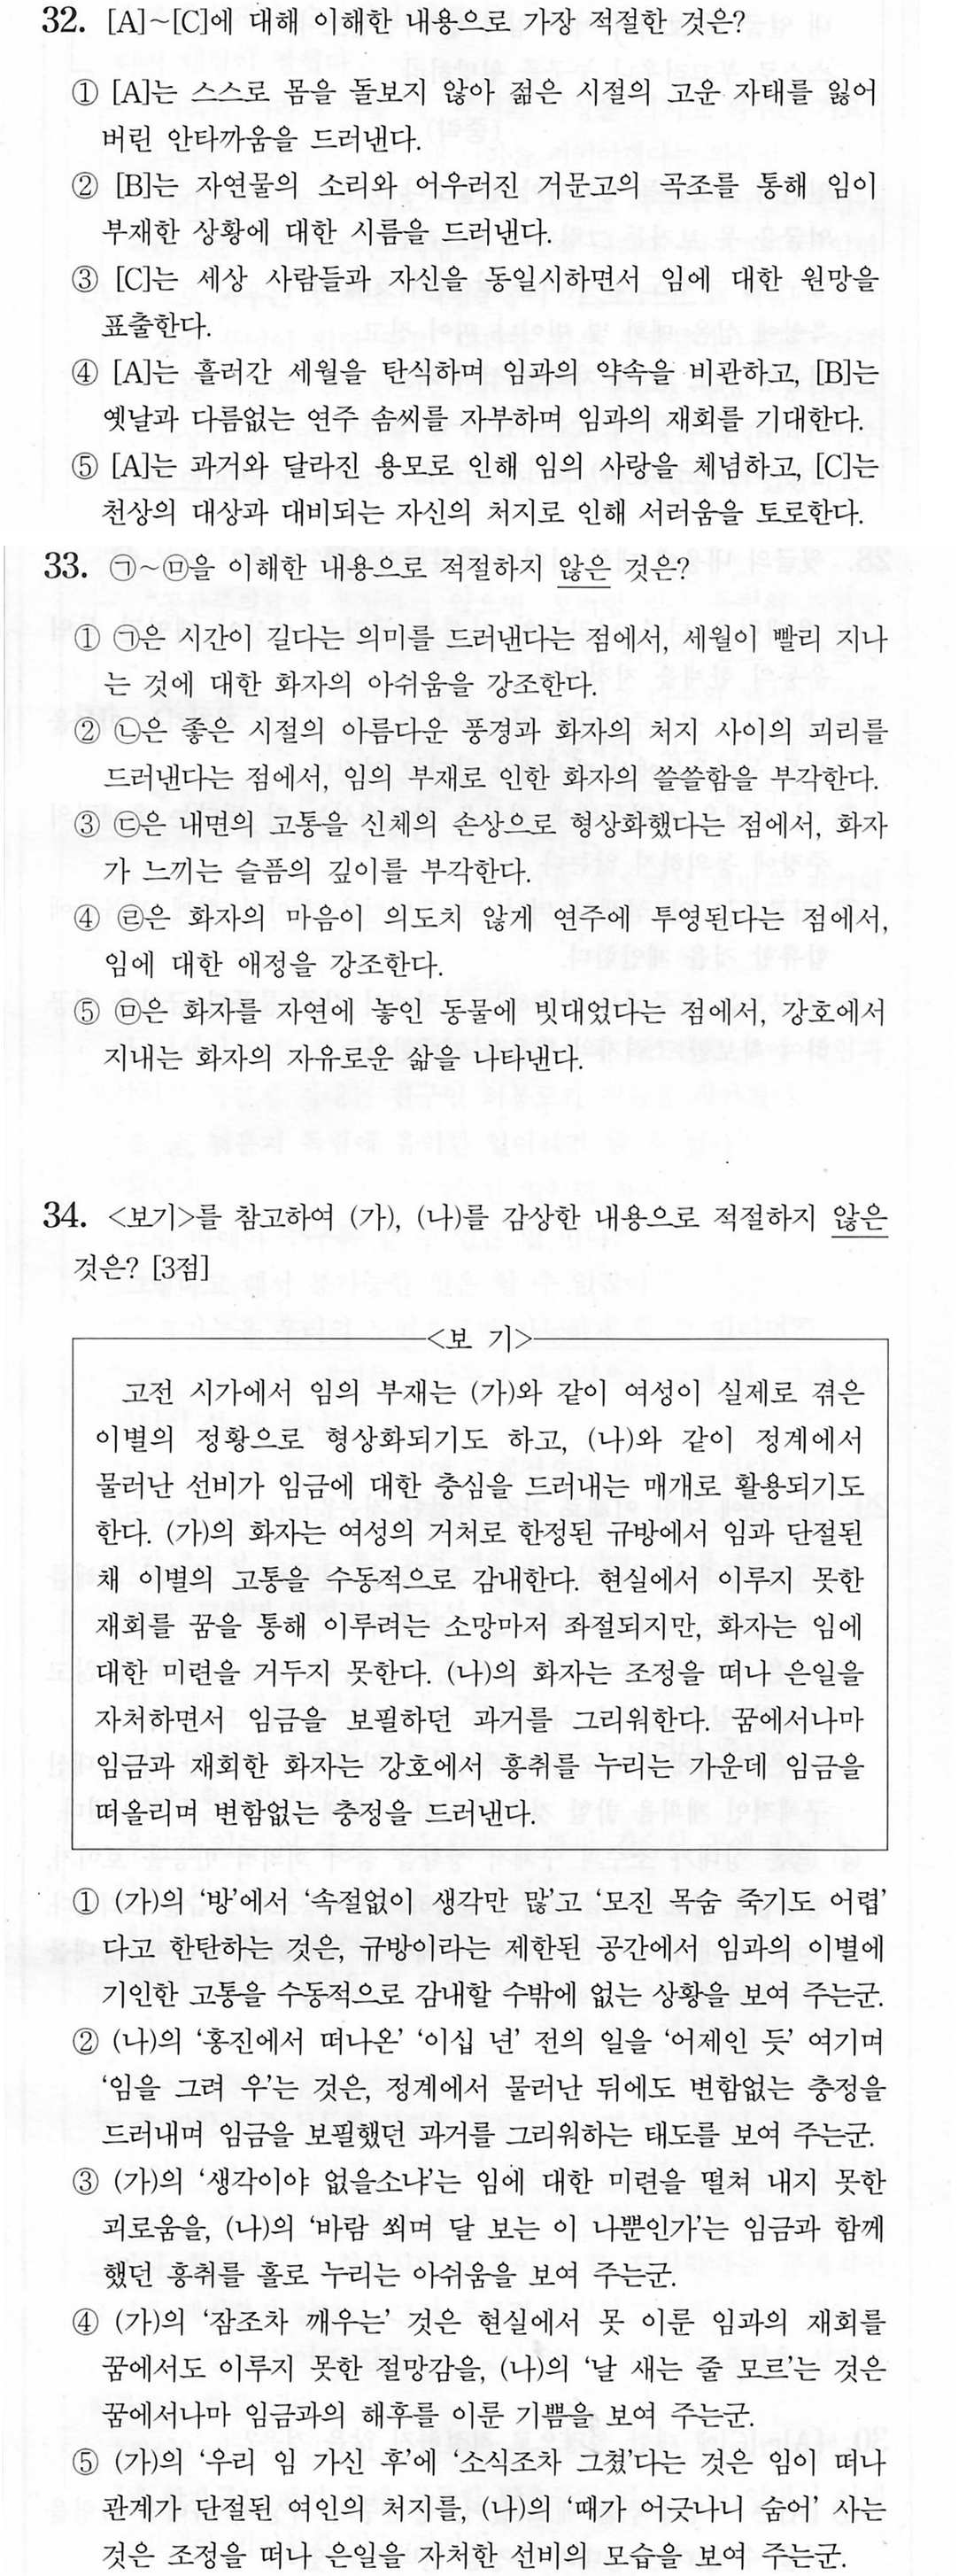 32. [A]~[C]에 대해 이해한 내용으로 가장 적절한 것은?
① [A]는 스스로 몸을 돌보지 않아 젊은 시절의 고운 자태를 잃어
버린 안타까움을 드러낸다.
② [B]는 자연물의 소리와 어우러진 거문고의 곡조를 통해 임이
부재한 상황에 대한 시름을 드러낸다.
③ [C]는 세상 사람들과 자신을 동일시하면서 임에 대한 원망을
표출한다.
④ [A]는 흘러간 세월을 탄식하며 임과의 약속을 비관하고, [B]는
옛날과 다름없는 연주 솜씨를 자부하며 임과의 재회를 기대한다.
⑤ [A]는 과거와 달라진 용모로 인해 임의 사랑을 체념하고, [C]는
천상의 대상과 대비되는 자신의 처지로 인해 서러움을 토로한다.
33. ㉠~㉤을 이해한 내용으로 적절하지 않은 것은?
① ㉠은 시간이 길다는 의미를 드러낸다는 점에서, 세월이 빨리 지나
는 것에 대한 화자의 아쉬움을 강조한다.
② ㉡은 좋은 시절의 아름다운 풍경과 화자의 처지 사이의 괴리를
드러낸다는 점에서, 임의 부재로 인한 화자의 쓸쓸함을 부각한다.
③ ㉢은 내면의 고통을 신체의 손상으로 형상화했다는 점에서, 화자
가 느끼는 슬픔의 깊이를 부각한다.
④ ㉣은 화자의 마음이 의도치 않게 연주에 투영된다는 점에서,
임에 대한 애정을 강조한다.
⑤ ㉤은 화자를 자연에 놓인 동물에 빗대었다는 점에서, 강호에서
지내는 화자의 자유로운 삶을 나타낸다.
34. <보기>를 참고하여 (가), (나)를 감상한 내용으로 적절하지 않은
것은? [3점]
<보 기>
고전 시가에서 임의 부재는 (가)와 같이 여성이 실제로 겪은
이별의 정황으로 형상화되기도 하고, (나)와 같이 정계에서
물러난 선비가 임금에 대한 충심을 드러내는 매개로 활용되기도
한다. (가)의 화자는 여성의 거처로 한정된 규방에서 임과 단절된
채 이별의 고통을 수동적으로 감내한다. 현실에서 이루지 못한
재회를 꿈을 통해 이루려는 소망마저 좌절되지만, 화자는 임에
대한 미련을 거두지 못한다. (나)의 화자는 조정을 떠나 은일을
자처하면서 임금을 보필하던 과거를 그리워한다. 꿈에서나마
임금과 재회한 화자는 강호에서 흥취를 누리는 가운데 임금을
떠올리며 변함없는 충정을 드러낸다.
① (가)의 ‘방’에서 ‘속절없이 생각만 많’고 ‘모진 목숨 죽기도 어렵’
다고 한탄하는 것은, 규방이라는 제한된 공간에서 임과의 이별에
기인한 고통을 수동적으로 감내할 수밖에 없는 상황을 보여 주는군.
② (나)의 ‘홍진에서 떠나온’ ‘이십 년’ 전의 일을 ‘어제인 듯’ 여기며
‘임을 그려 우’는 것은, 정계에서 물러난 뒤에도 변함없는 충정을
드러내며 임금을 보필했던 과거를 그리워하는 태도를 보여 주는군.
③ (가)의 ‘생각이야 없을소냐’는 임에 대한 미련을 떨쳐 내지 못한
괴로움을, (나)의 ‘바람 쐬며 달 보는 이 나뿐인가’는 임금과 함께
했던 흥취를 홀로 누리는 아쉬움을 보여 주는군.
④ (가)의 ‘잠조차 깨우는’ 것은 현실에서 못 이룬 임과의 재회를
꿈에서도 이루지 못한 절망감을, (나)의 ‘날 새는 줄 모르’는 것은
꿈에서나마 임금과의 해후를 이룬 기쁨을 보여 주는군.
⑤ (가)의 ‘우리 임 가신 후’에 ‘소식조차 그쳤’다는 것은 임이 떠나
관계가 단절된 여인의 처지를, (나)의 ‘때가 어긋나니 숨어’ 사는
것은 조정을 떠나 은일을 자처한 선비의 모습을 보여 주는군.